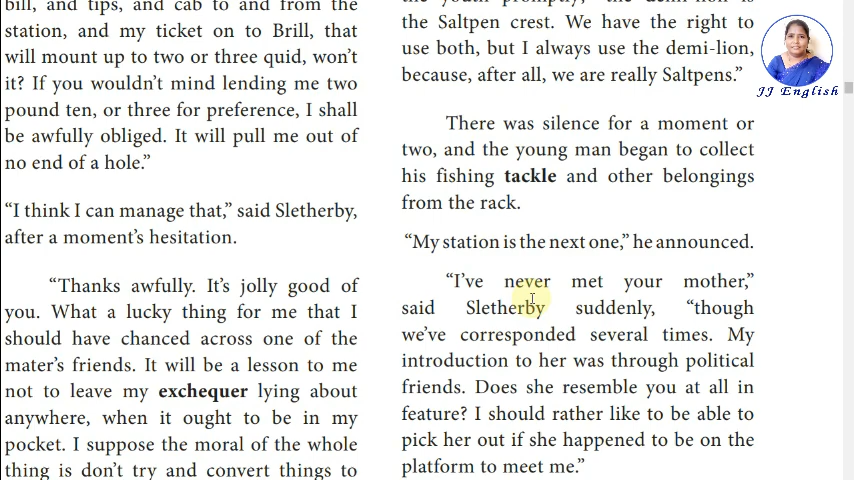 bill, and tips, and cab to and from the
station, and my ticket on to Brill, that
will mount up to two or three quid, won't
it? If you wouldn't mind lending me two
pound ten, or three for preference, I shall
be awfully obliged. It will pull me out of
no end of a hole."
"I think I can manage that," said Sletherby,
after a moment's hesitation.
"Thanks awfully. It's jolly good of
you. What a lucky thing for me that I
should have chanced across one of the
mater's friends. It will be a lesson to me
not to leave my exchequer lying about
anywhere, when it ought to be in my
pocket. I suppose the moral of the whole
thing is don't try and convert things to
the Saltpen crest. We have the right to
use both, but I always use the demi-lion,
because, after all, we are really Saltpens."
There was silence for a moment or
two, and the young man began to collect
his fishing tackle and other belongings
from the rack.
"My station is the next one," he announced.
"I've never met your mother,"
said Sletherby suddenly, "though
we've corresponded several times. My
introduction to her was through political
friends. Does she resemble you at all in
feature? I should rather like to be able to
pick her out if she happened to be on the
platform to meet me."
JJ English